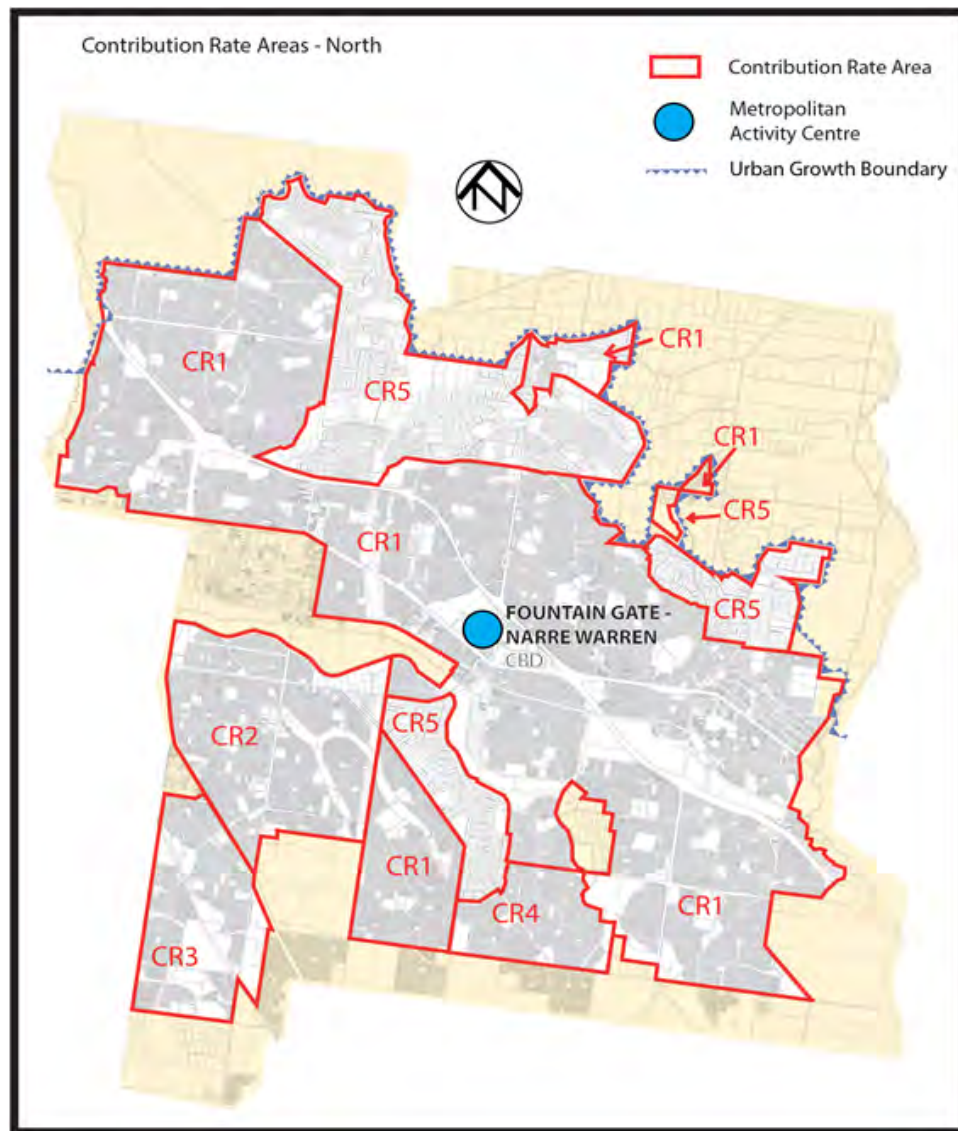 Contribution Rate Areas - North
Contribution Rate Area
Metropolitan
Activity Centre
Urban Growth Boundary
CR1
CR1
CR5
CR1
CR5
CR1
CR5
FOUNTAIN GATE -
NARRE WARREN
CBD
CR5
CR2
CR1
CR4
CR1
CR3